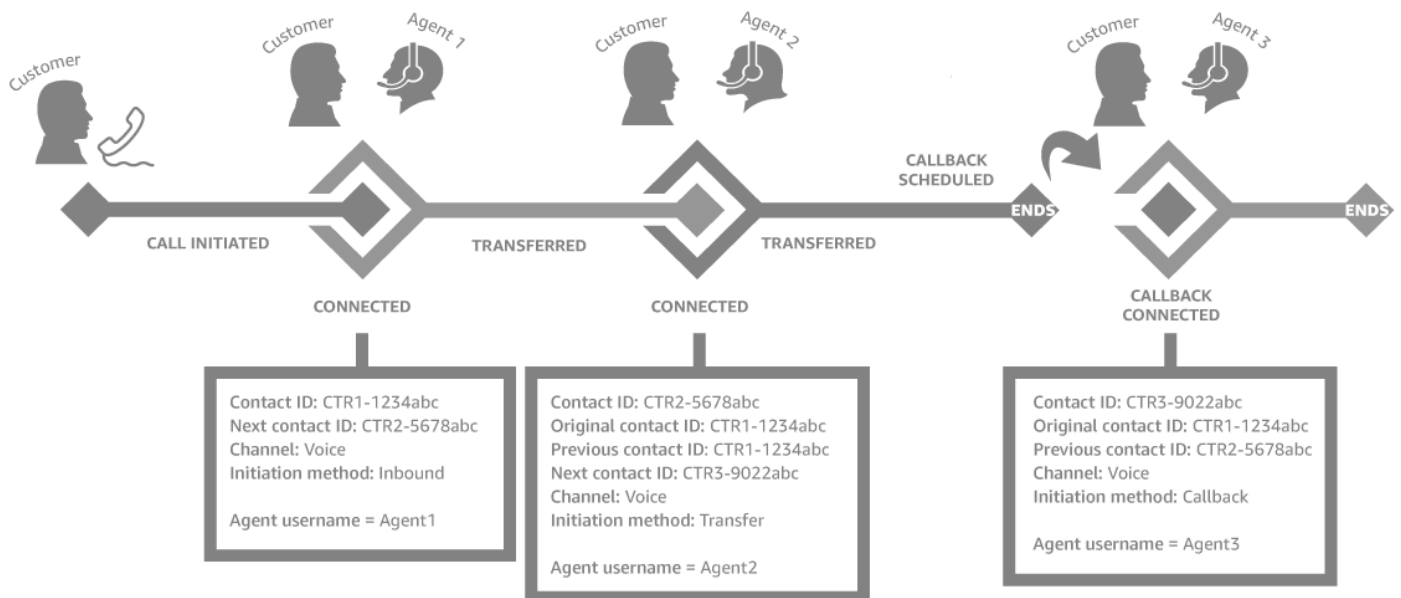 Customer
Customer
Agent 1
Customer
Agent 2
Customer
Agent 3
CALL INITIATED
TRANSFERRED
TRANSFERRED
CALLBACK
SCHEDULED
ENDS
ENDS
CONNECTED
CONNECTED
CALLBACK
CONNECTED
Contact ID: CTR1-1234abc
Next contact ID: CTR2-5678abc
Channel: Voice
Initiation method: Inbound
Agent username = Agent1
Contact ID: CTR2-5678abc
Original contact ID: CTR1-1234abc
Previous contact ID: CTR1-1234abc
Next contact ID: CTR3-9022abc
Channel: Voice
Initiation method: Transfer
Agent username = Agent2
Contact ID: CTR3-9022abc
Original contact ID: CTR1-1234abc
Previous contact ID: CTR2-5678abc
Channel: Voice
Initiation method: Callback
Agent username = Agent3